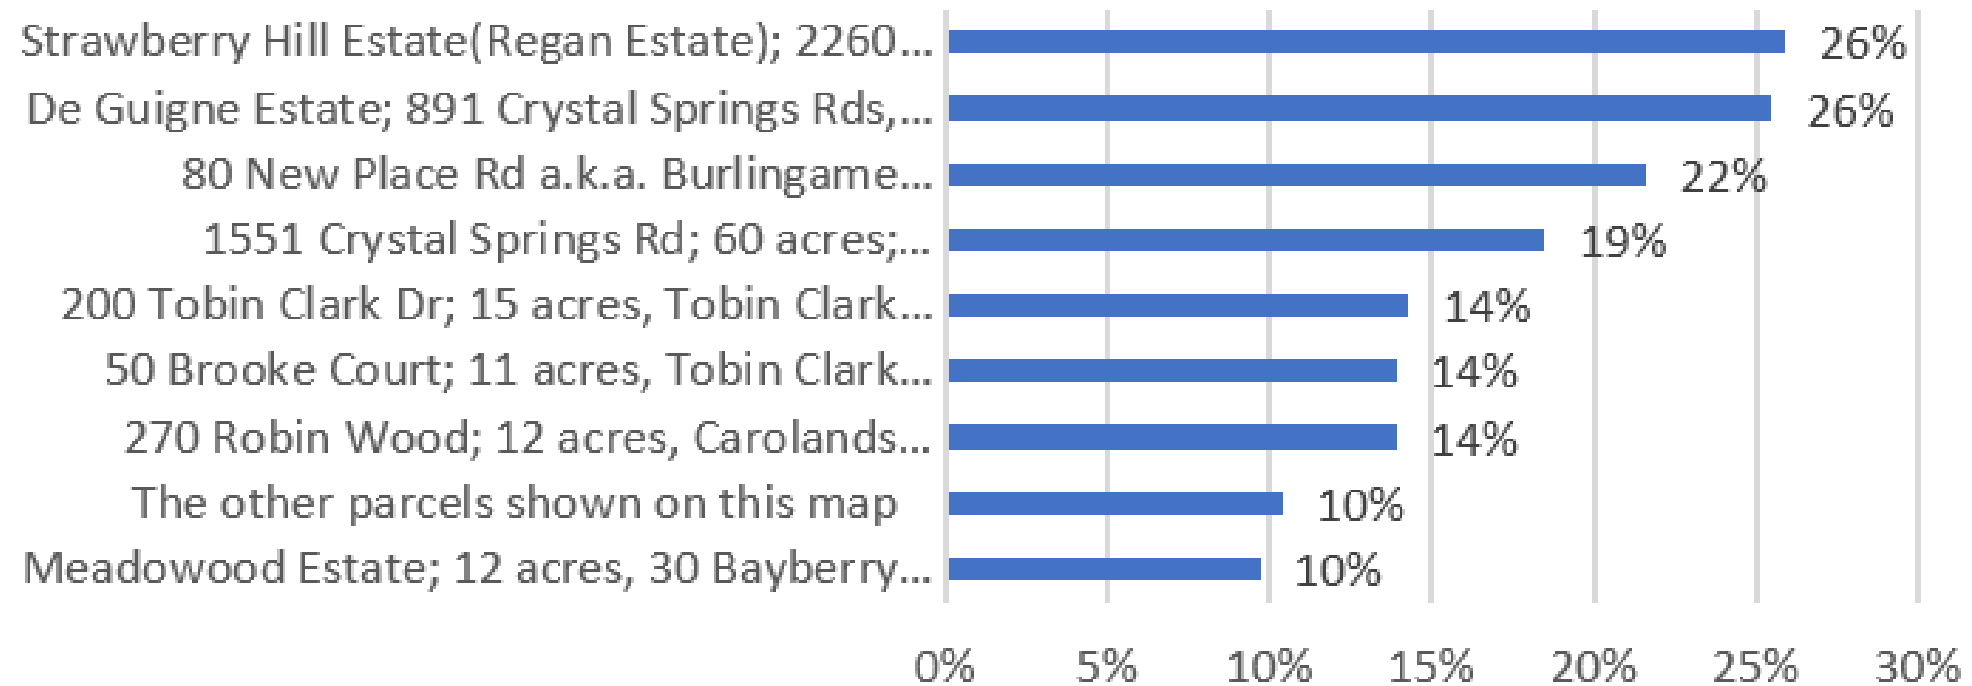 Strawberry Hill Estate(Regan Estate); 2260... 26%
De Guigne Estate; 891 Crystal Springs Rds,... 26%
80 New Place Rd a.k.a. Burlingame... 22%
1551 Crystal Springs Rd; 60 acres;... 19%
200 Tobin Clark Dr; 15 acres, Tobin Clark... 14%
50 Brooke Court; 11 acres, Tobin Clark... 14%
270 Robin Wood; 12 acres, Carolands... 14%
The other parcels shown on this map 10%
Meadowood Estate; 12 acres, 30 Bayberry... 10%
0% 5% 10% 15% 20% 25% 30%